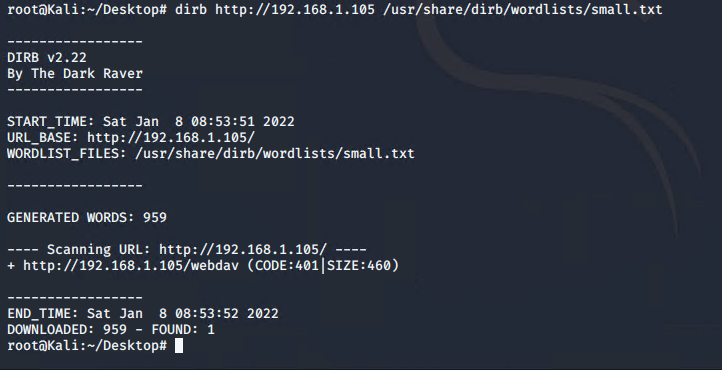 root@Kali:~/Desktop# dirb http://192.168.1.105 /usr/share/dirb/wordlists/small.txt
-----------------
DIRB v2.22
By The Dark Raver
-----------------
START_TIME: Sat Jan  8 08:53:51 2022
URL_BASE: http://192.168.1.105/
WORDLIST_FILES: /usr/share/dirb/wordlists/small.txt
-----------------
GENERATED WORDS: 959
---- Scanning URL: http://192.168.1.105/ ----
+ http://192.168.1.105/webdav (CODE:401|SIZE:460)
-----------------
END_TIME: Sat Jan  8 08:53:52 2022
DOWNLOADED: 959 - FOUND: 1
root@Kali:~/Desktop#